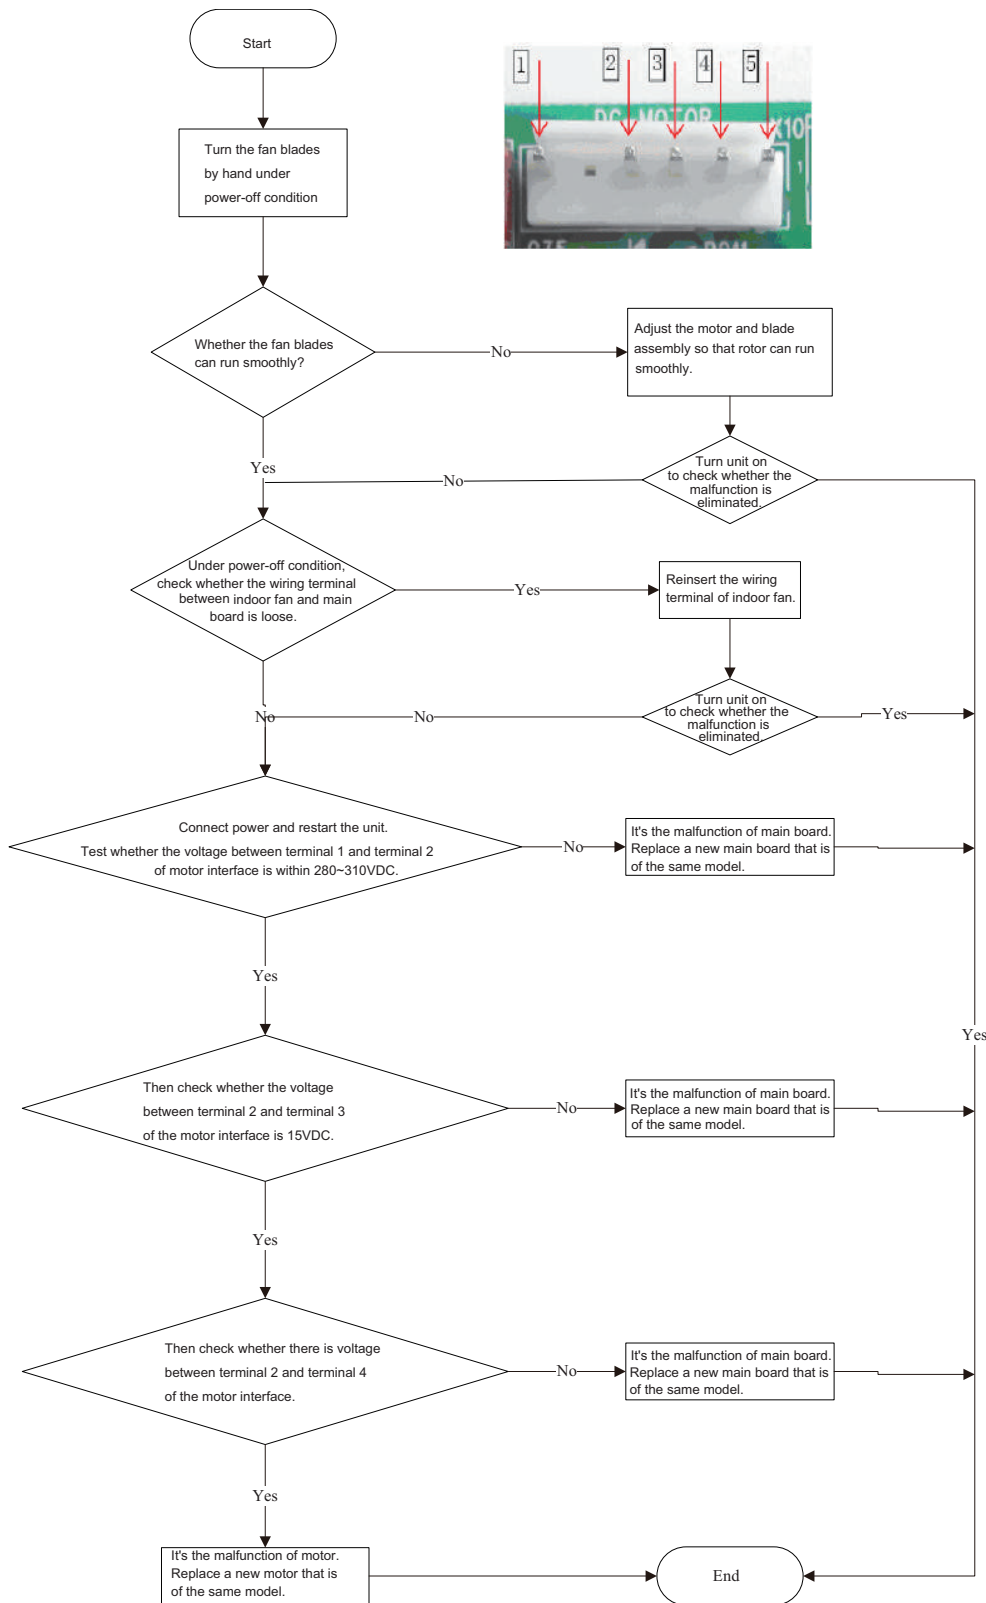 Start
1
2
3
4
5
DC-MOTOR
1
Turn the fan blades
by hand under
power-off condition
Whether the fan blades
can run smoothly?
No
Adjust the motor and blade
assembly so that rotor can run
smoothly.
Yes
Turn unit on
to check whether the
malfunction is
eliminated.
No
Under power-off condition,
check whether the wiring terminal
between indoor fan and main
board is loose.
Yes
Reinsert the wiring
terminal of indoor fan.
Turn unit on
to check whether the
malfunction is
eliminated.
Yes
No
No
Connect power and restart the unit.
Test whether the voltage between terminal 1 and terminal 2
of motor interface is within 280~310VDC.
No
It's the malfunction of main board.
Replace a new main board that is
of the same model.
Yes
Yes
Then check whether the voltage
between terminal 2 and terminal 3
of the motor interface is 15VDC.
No
It's the malfunction of main board.
Replace a new main board that is
of the same model.
Yes
Then check whether there is voltage
between terminal 2 and terminal 4
of the motor interface.
No
It's the malfunction of main board.
Replace a new main board that is
of the same model.
Yes
It's the malfunction of motor.
Replace a new motor that is
of the same model.
End